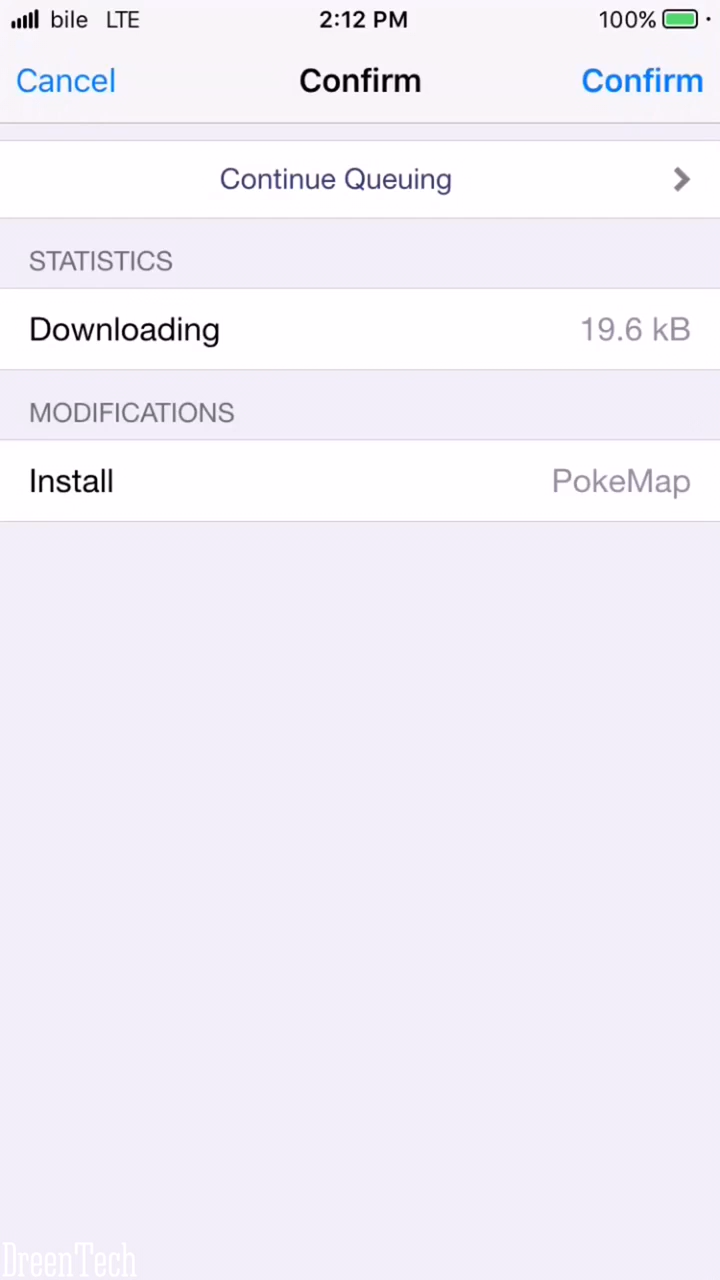 bile LTE 2:12 PM 100%
Cancel Confirm Confirm
Continue Queuing
STATISTICS
Downloading 19.6 kB
MODIFICATIONS
Install PokeMap
DreenTech